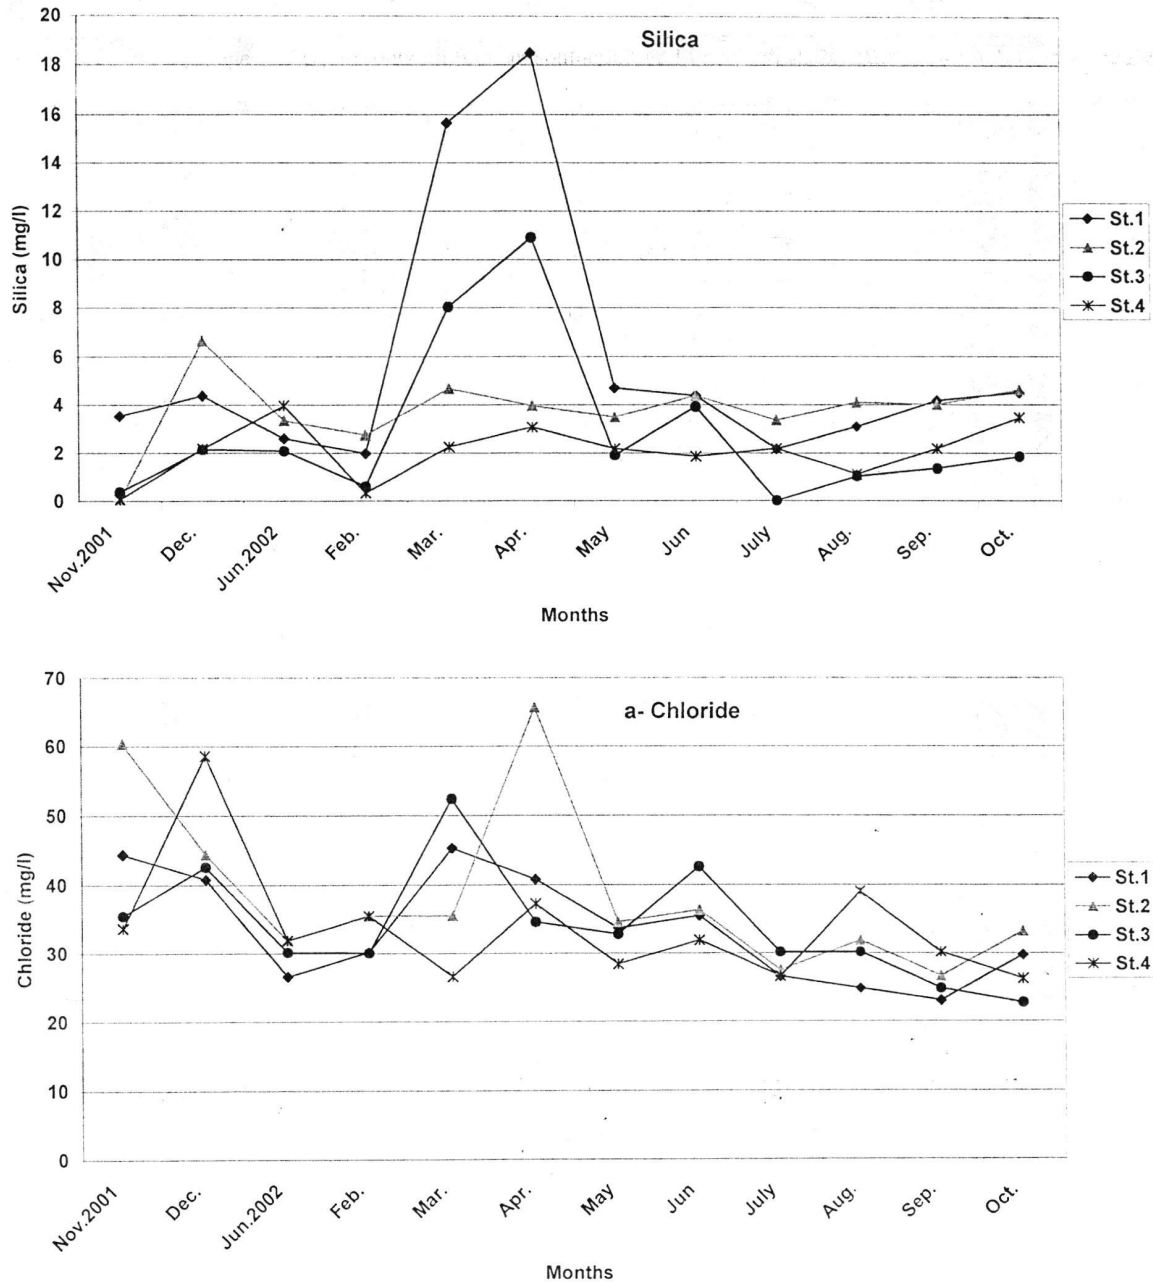 Silica
20
18
16
14
12
10
8
6
4
2
0
Silica (mg/l)
Nov.2001
Dec.
Jun.2002
Feb.
Mar.
Apr.
May
Jun
July
Aug.
Sep.
Oct.
Months
St.1
St.2
St.3
St.4
a- Chloride
70
60
50
40
30
20
10
0
Chloride (mg/l)
Nov.2001
Dec.
Jun.2002
Feb.
Mar.
Apr.
May
Jun
July
Aug.
Sep.
Oct.
Months
St.1
St.2
St.3
St.4